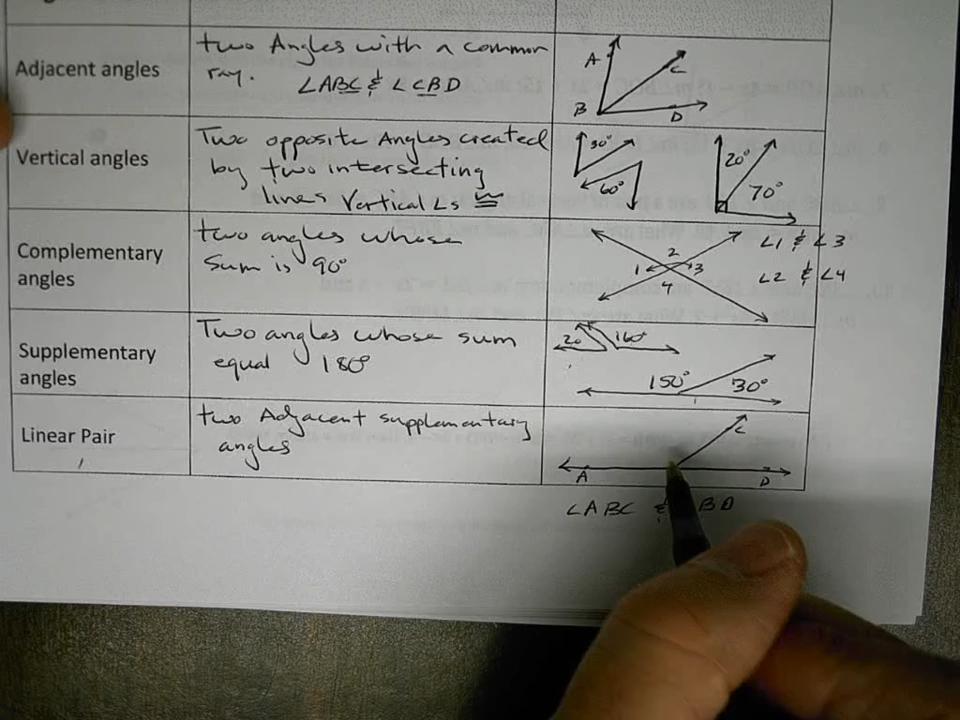 Adjacent angles
two Angles with a common
ray.
∠ABC & ∠CBD
A
C
B
D
Vertical angles
Two opposite Angles created
by two intersecting
lines Vertical ∠s ≅
30°
60°
20°
70°
Complementary
angles
two angles whose
Sum is 90°
2
1
3
4
∠1 & ∠3
∠2 & ∠4
Supplementary
angles
Two angles whose sum
equal 180°
20
160°
150°
30°
Linear Pair
two Adjacent supplementary
angles
C
A
D
∠ABC & BD